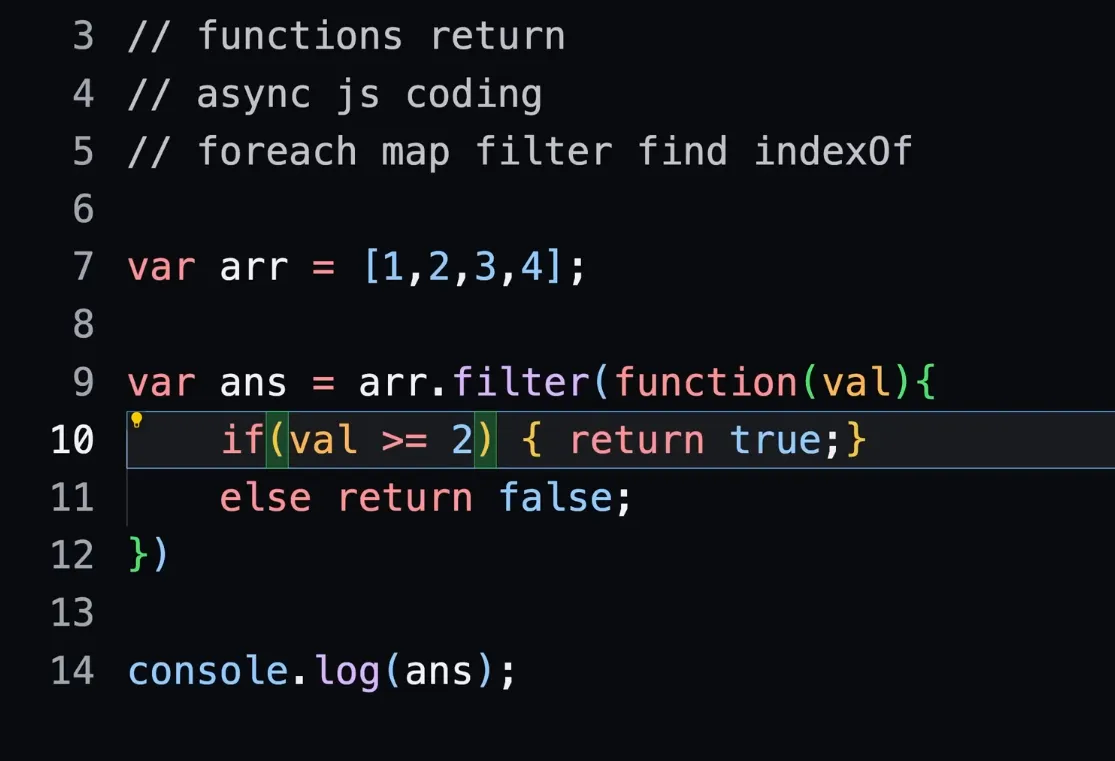 3 // functions return
4 // async js coding
5 // foreach map filter find indexOf
6
7 var arr = [1,2,3,4];
8
9 var ans = arr.filter(function(val){
10     if(val >= 2) { return true;}
11     else return false;
12 })
13
14 console.log(ans);